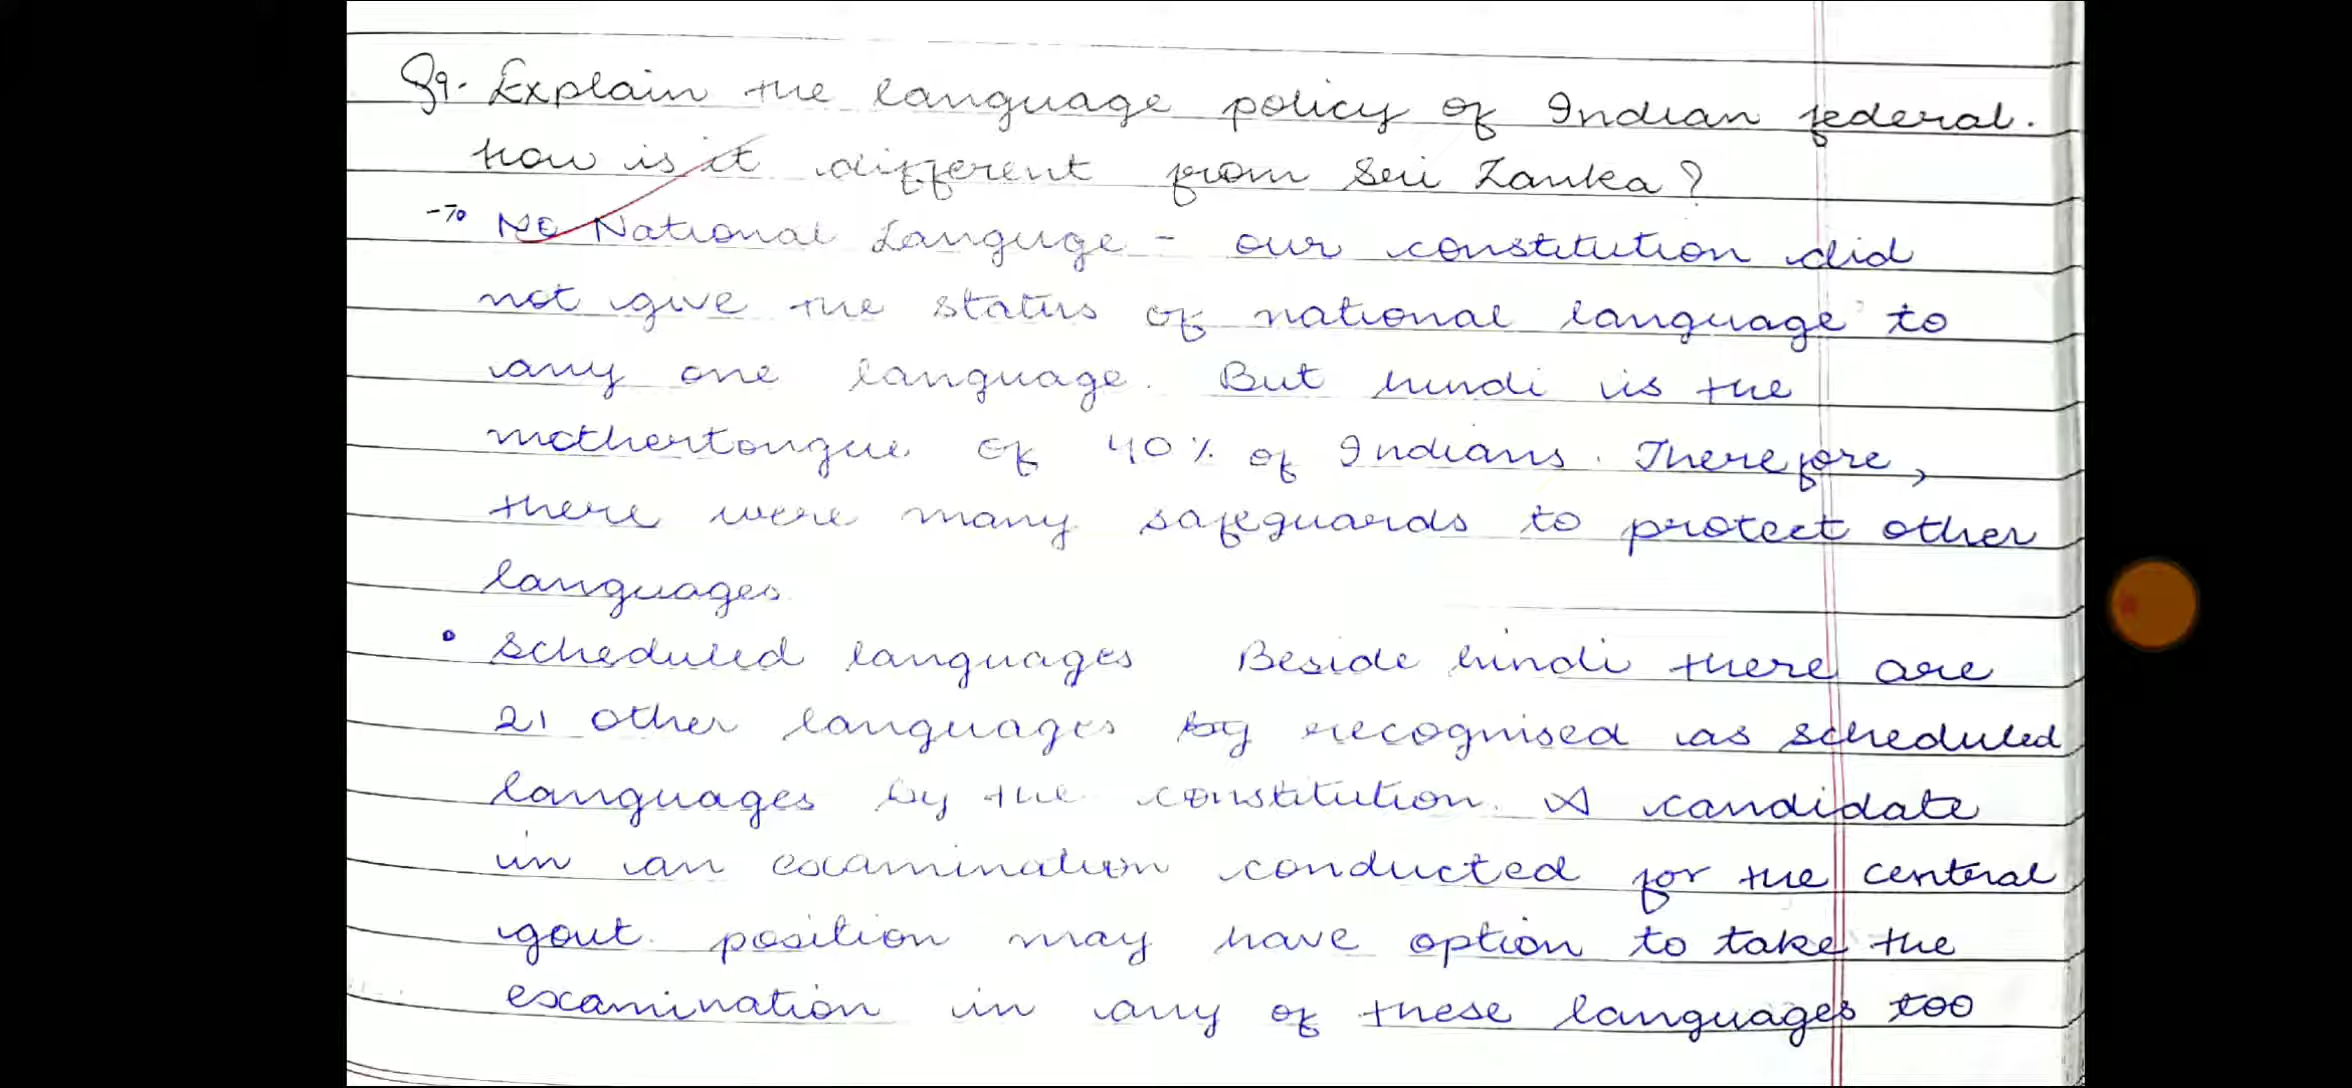 Q9. Explain the language policy of Indian federal.
how is it different from Sri Lanka?
→ No National Languge - our constitution did
not give the status of national language to
any one language. But hindi is the
mothertongue of 40% of Indians. Therefore,
there were many safeguards to protect other
languages
• Scheduled languages Beside hindi there are
21 other languages by recognised as scheduled
languages by the constitution. A candidate
in an examination conducted for the central
govt. position may have option to take the
examination in any of these languages too